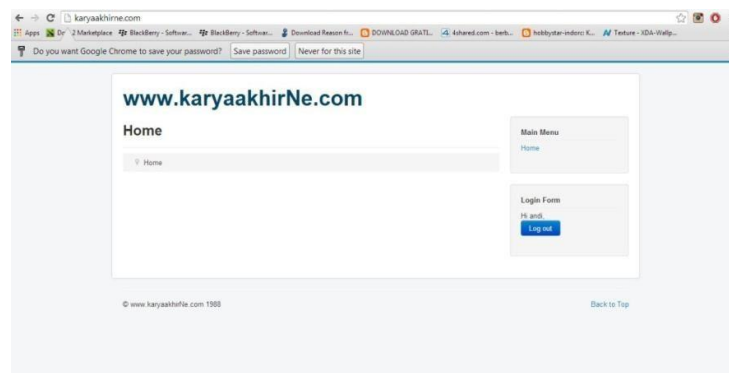 karyaakhirne.com
Apps Marketplace BlackBerry - Softwar... BlackBerry - Softwar... Download Reason fr... DOWNLOAD GRATI... 4shared.com - berb... hobbystar-indoro: K... Texture - XDA-Wallp...
Do you want Google Chrome to save your password? Save password Never for this site
www.karyaakhirNe.com
Home
Home
Main Menu
Home
Login Form
Hi andi,
Log out
© www.karyaakhirNe.com 1988
Back to Top